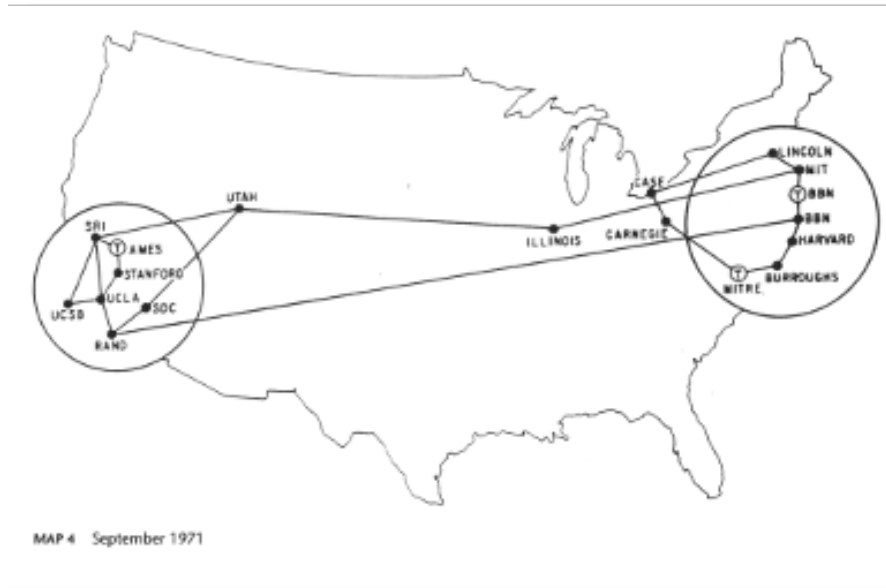 LINCOLN
MIT
CASE
T BBN
UTAH
BBN
SRI
CARNEGIE
ILLINOIS
HARVARD
T AMES
STANFORD
T
BURROUGHS
MITRE
UCLA
SDC
UCSB
RAND
MAP 4 September 1971